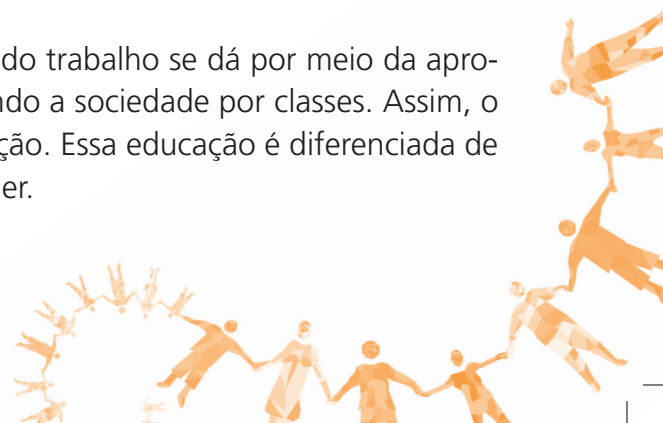 do trabalho se dá por meio da apro-
ndo a sociedade por classes. Assim, o
ção. Essa educação é diferenciada de
er.